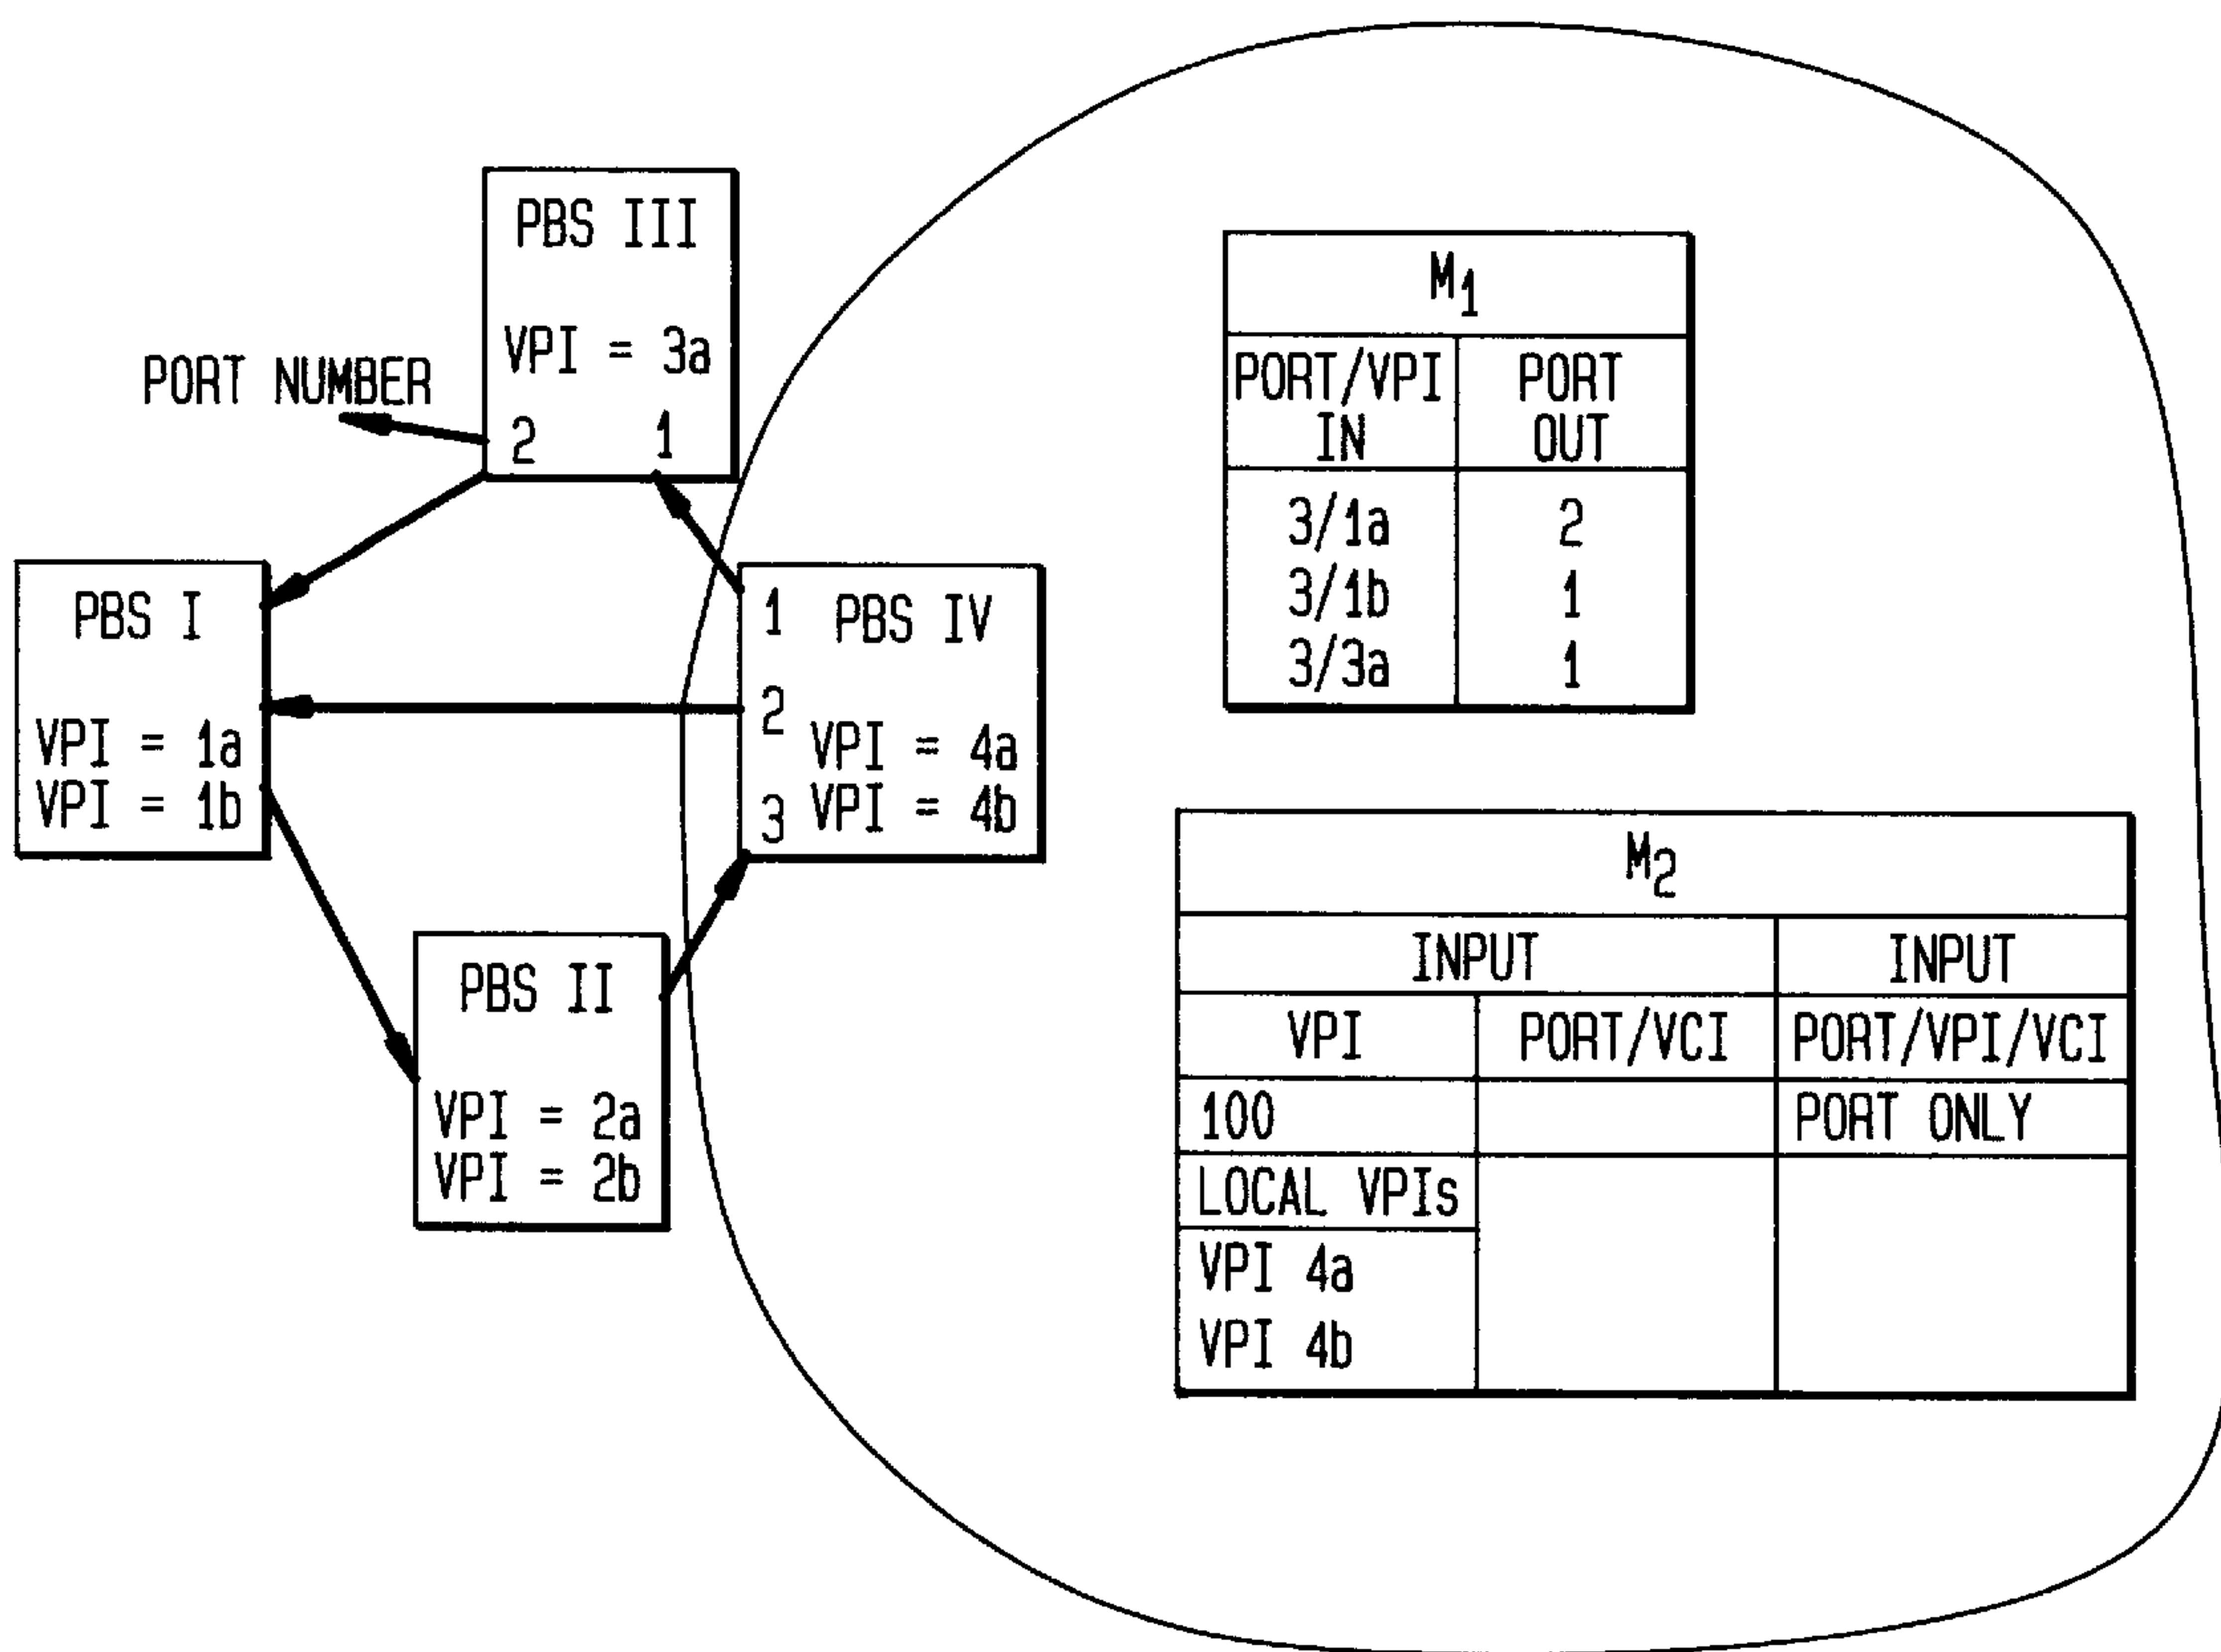 PBS III
VPI = 3a
2 1
PORT NUMBER
PBS I
VPI = 1a
VPI = 1b
1 PBS IV
2
VPI = 4a
3 VPI = 4b
PBS II
VPI = 2a
VPI = 2b
M1
PORT/VPI IN PORT OUT
3/1a 2
3/1b 1
3/3a 1
M2
INPUT INPUT
VPI PORT/VCI PORT/VPI/VCI
100 PORT ONLY
LOCAL VPIs
VPI 4a
VPI 4b